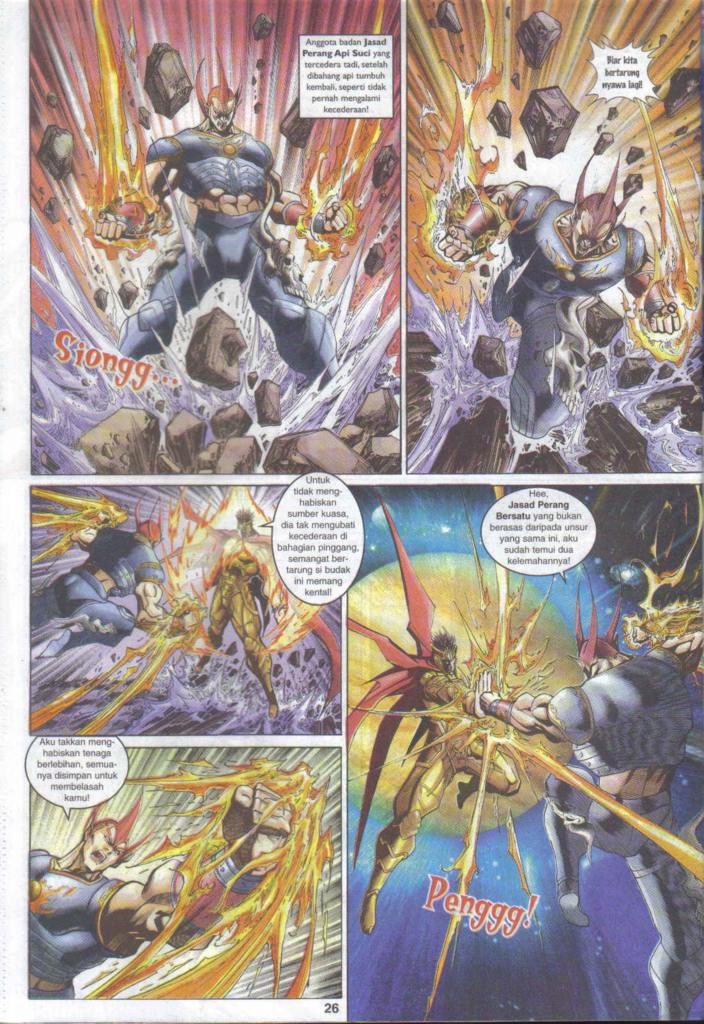 Anggota badan Jasad
Perang Api Suci yang
tercedera tadi, setelah
dibahang api tumbuh
kembali, seperti tidak
pernah mengalami
kecederaan!
Siongg...
Biar kita
bertarung
nyawa lagi!
Untuk
tidak meng-
habiskan
sumber kuasa,
dia tak mengubati
kecederaan di
bahagian pinggang,
semangat ber-
tarung si budak
ini memang
kental!
Hee,
Jasad Perang
Bersatu yang bukan
berasas daripada unsur
yang sama ini, aku
sudah temui dua
kelemahannya!
Aku takkan meng-
habiskan tenaga
berlebihan, semua-
nya disimpan untuk
membelasah
kamu!
Penggg!
26